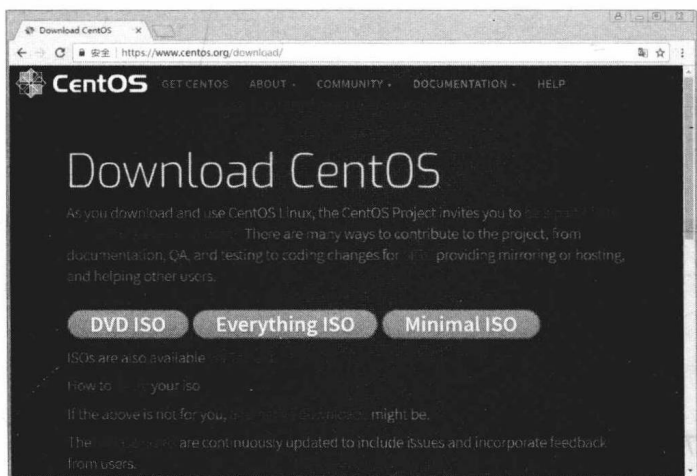 Download CentOS
安全 https://www.centos.org/download/
CentOS GET CENTOS ABOUT COMMUNITY DOCUMENTATION HELP
Download CentOS
As you download and use CentOS Linux, the CentOS Project invites you to
There are many ways to contribute to the project, from
documentation, QA, and testing to coding changes for providing mirroring or hosting,
and helping other users.
DVD ISO Everything ISO Minimal ISO
ISOs are also available
How to your iso
If the above is not for you, might be.
The are continuously updated to include issues and incorporate feedback
from users.